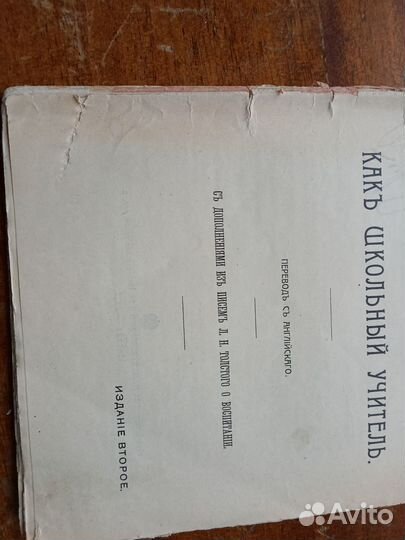 КАКЪ ШКОЛЬНЫЙ УЧИТЕЛЬ.
ПЕРЕВОДЪ СЪ АНГЛІЙСКАГО.
СЪ ДОПОЛНЕНІЯМИ ИЗЪ ПИСЕМЪ Л. Н. ТОЛСТОГО О ВОСПИТАНІИ.
ИЗДАНІЕ ВТОРОЕ.
Avito